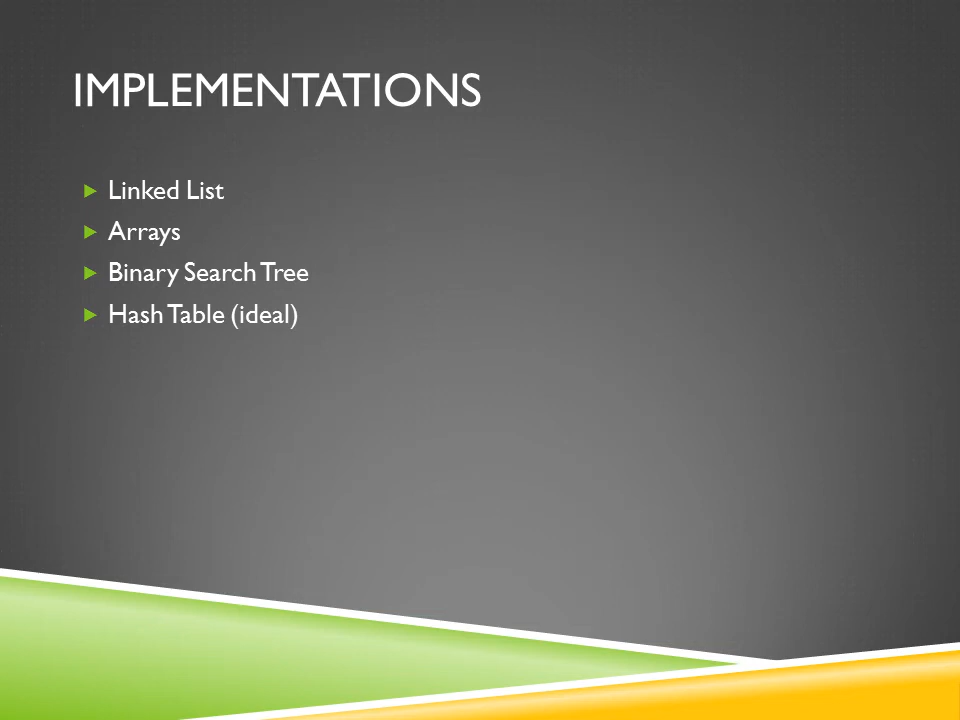 IMPLEMENTATIONS
Linked List
Arrays
Binary Search Tree
Hash Table (ideal)